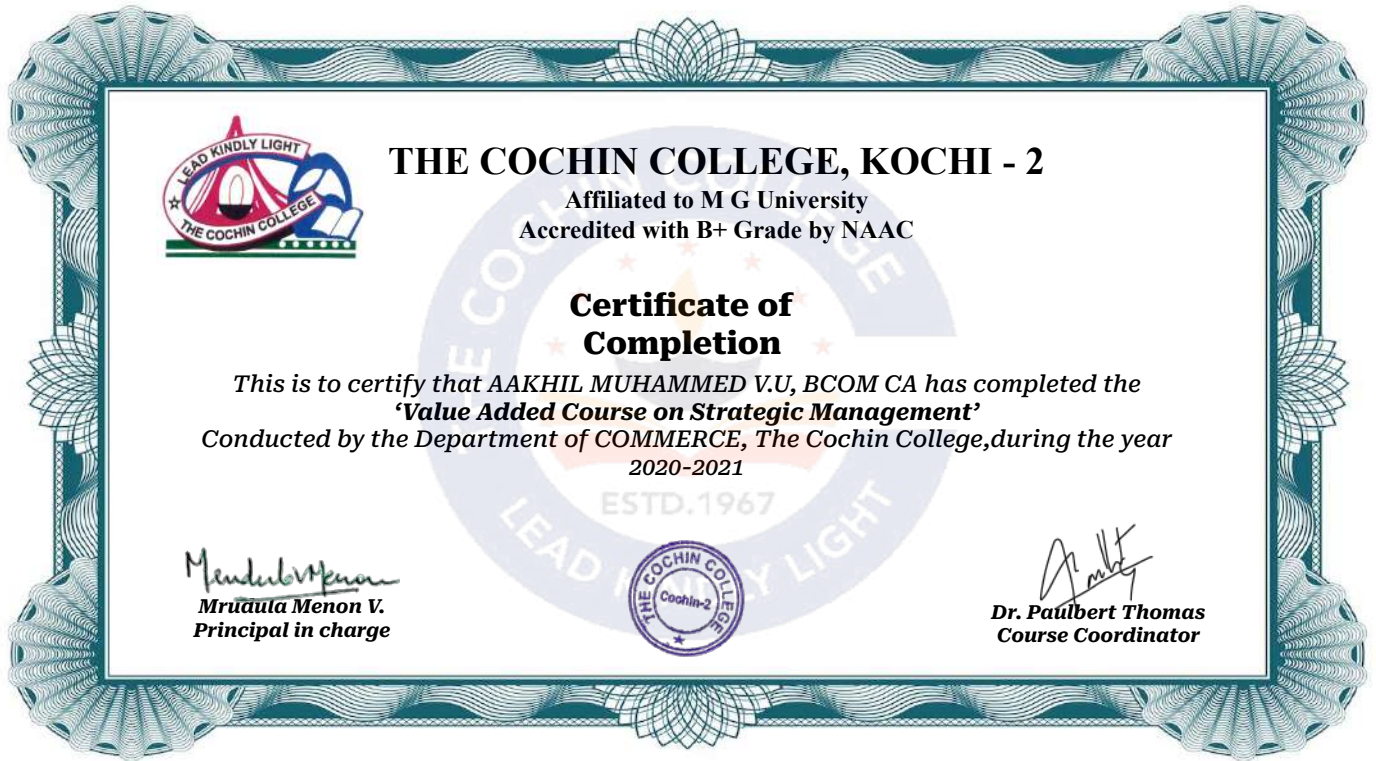 LEAD KINDLY LIGHT
THE COCHIN COLLEGE
THE COCHIN COLLEGE, KOCHI - 2
Affiliated to M G University
Accredited with B+ Grade by NAAC
Certificate of
Completion
This is to certify that AAKHIL MUHAMMED V.U, BCOM CA has completed the
‘Value Added Course on Strategic Management’
Conducted by the Department of COMMERCE, The Cochin College,during the year
2020-2021
THE COCHIN COLLEGE
ESTD.1967
LEAD KINDLY LIGHT
Mrudula Menon V.
Principal in charge
THE COCHIN COLLEGE
Cochin-2
Dr. Paulbert Thomas
Course Coordinator